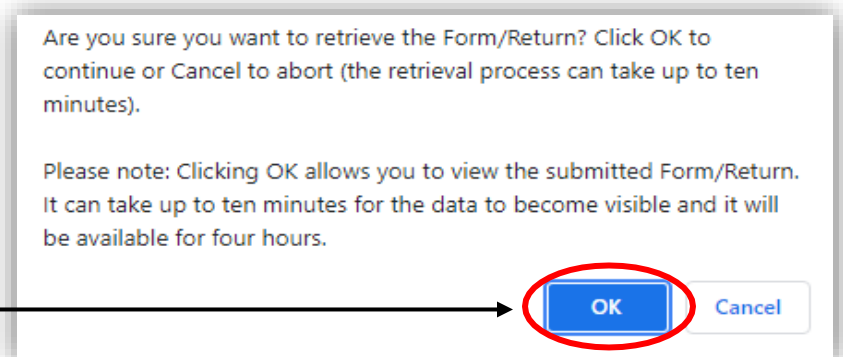 Are you sure you want to retrieve the Form/Return? Click OK to
continue or Cancel to abort (the retrieval process can take up to ten
minutes).
Please note: Clicking OK allows you to view the submitted Form/Return.
It can take up to ten minutes for the data to become visible and it will
be available for four hours.
OK Cancel